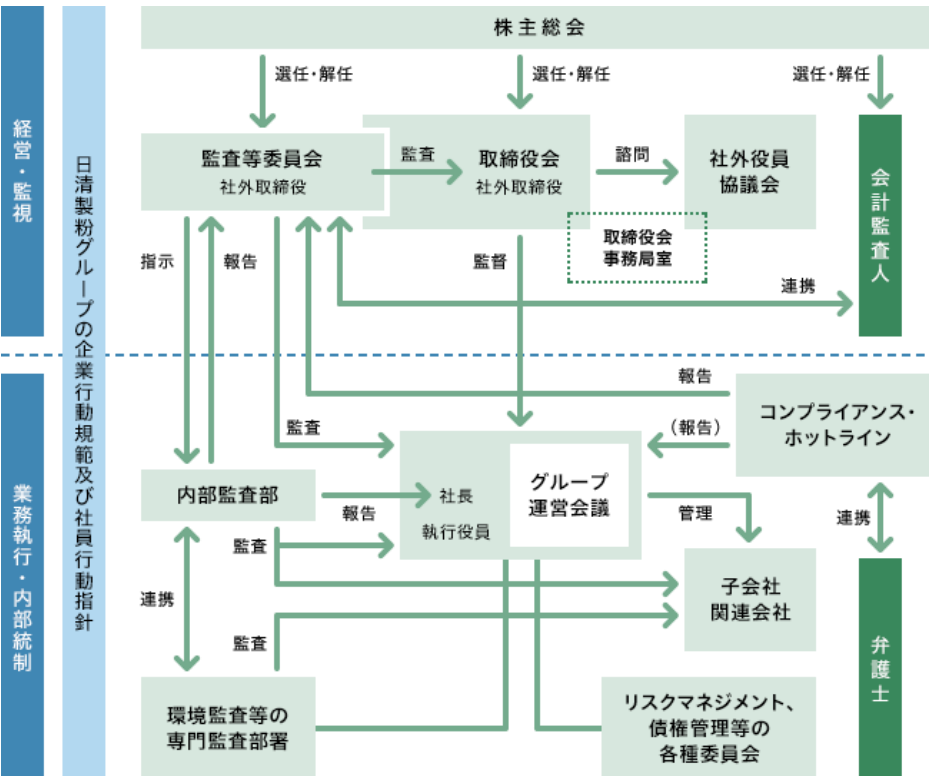 株主総会
選任・解任
選任・解任
選任・解任
経営・監視
日清製粉グループの企業行動規範及び社員行動指針
監査等委員会
社外取締役
監査
取締役会
社外取締役
諮問
社外役員
協議会
会計監査人
取締役会
事務局室
指示
報告
監督
連携
報告
コンプライアンス・
ホットライン
監査
(報告)
業務執行・内部統制
内部監査部
報告
社長
執行役員
グループ
運営会議
管理
連携
監査
子会社
関連会社
連携
監査
弁護士
環境監査等の
専門監査部署
リスクマネジメント、
債権管理等の
各種委員会